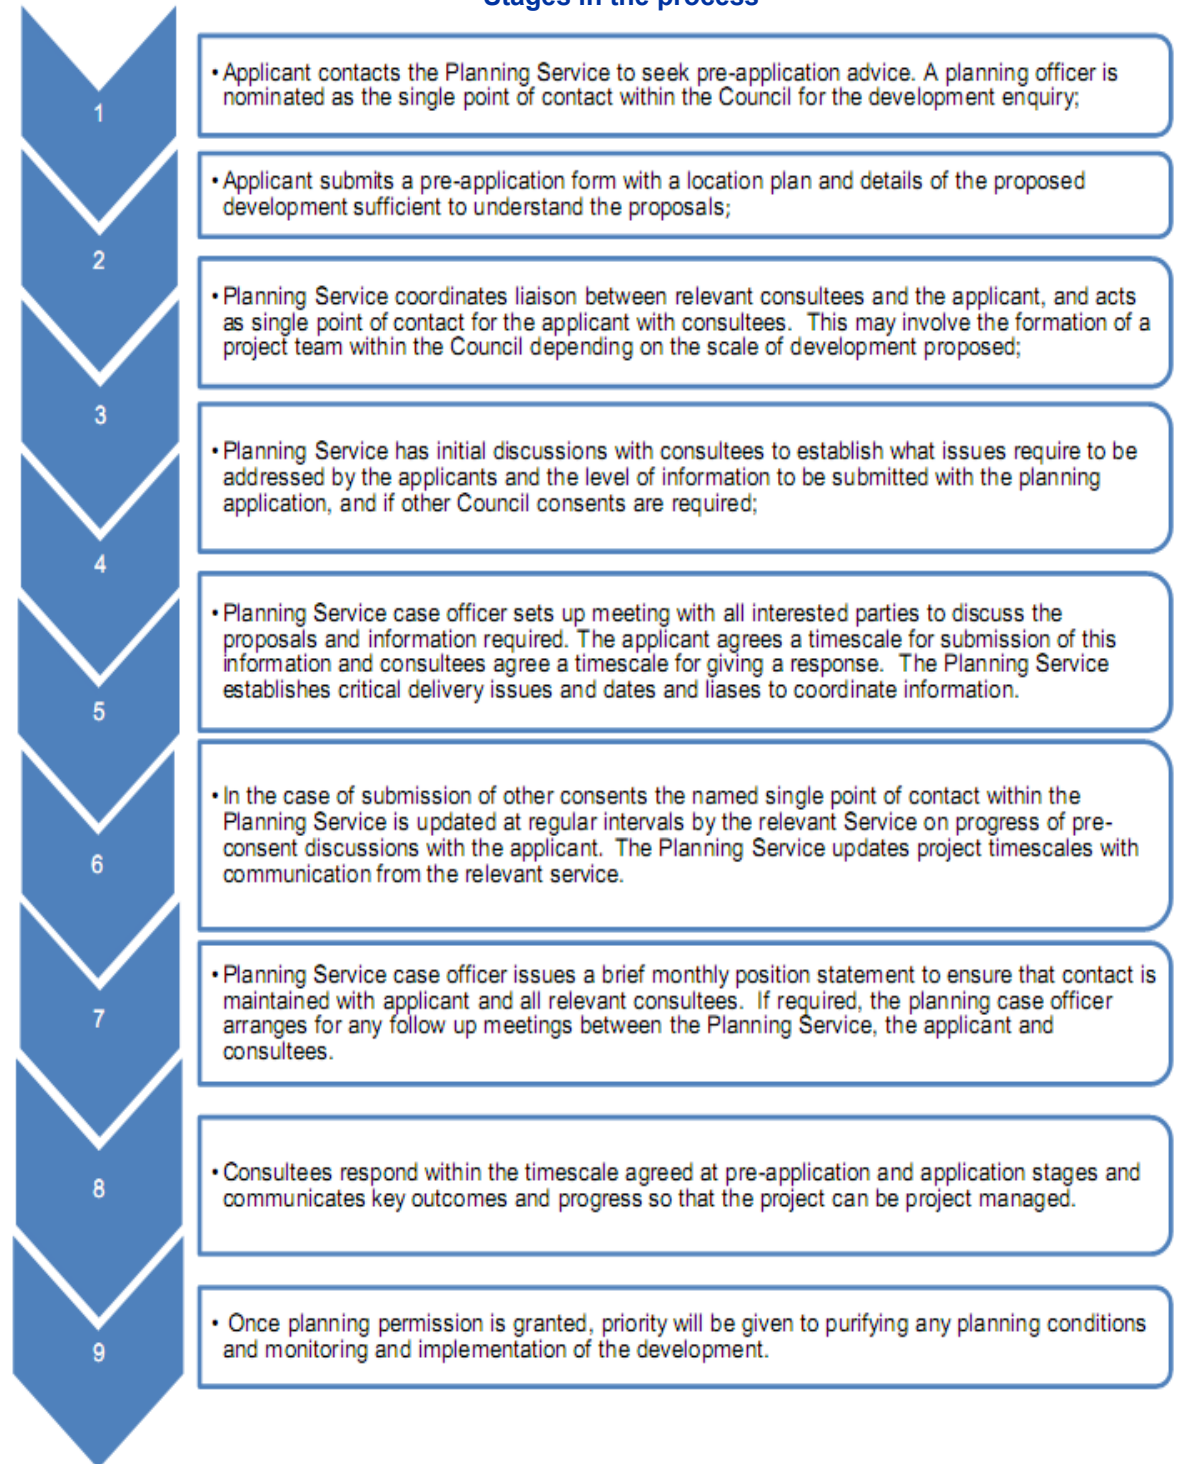 Stages in the process
1
• Applicant contacts the Planning Service to seek pre-application advice. A planning officer is
nominated as the single point of contact within the Council for the development enquiry;
2
• Applicant submits a pre-application form with a location plan and details of the proposed
development sufficient to understand the proposals;
3
• Planning Service coordinates liaison between relevant consultees and the applicant, and acts
as single point of contact for the applicant with consultees.  This may involve the formation of a
project team within the Council depending on the scale of development proposed;
4
• Planning Service has initial discussions with consultees to establish what issues require to be
addressed by the applicants and the level of information to be submitted with the planning
application, and if other Council consents are required;
5
• Planning Service case officer sets up meeting with all interested parties to discuss the
proposals and information required. The applicant agrees a timescale for submission of this
information and consultees agree a timescale for giving a response.  The Planning Service
establishes critical delivery issues and dates and liases to coordinate information.
6
• In the case of submission of other consents the named single point of contact within the
Planning Service is updated at regular intervals by the relevant Service on progress of pre-
consent discussions with the applicant.  The Planning Service updates project timescales with
communication from the relevant service.
7
• Planning Service case officer issues a brief monthly position statement to ensure that contact is
maintained with applicant and all relevant consultees.  If required, the planning case officer
arranges for any follow up meetings between the Planning Service, the applicant and
consultees.
8
• Consultees respond within the timescale agreed at pre-application and application stages and
communicates key outcomes and progress so that the project can be project managed.
9
• Once planning permission is granted, priority will be given to purifying any planning conditions
and monitoring and implementation of the development.